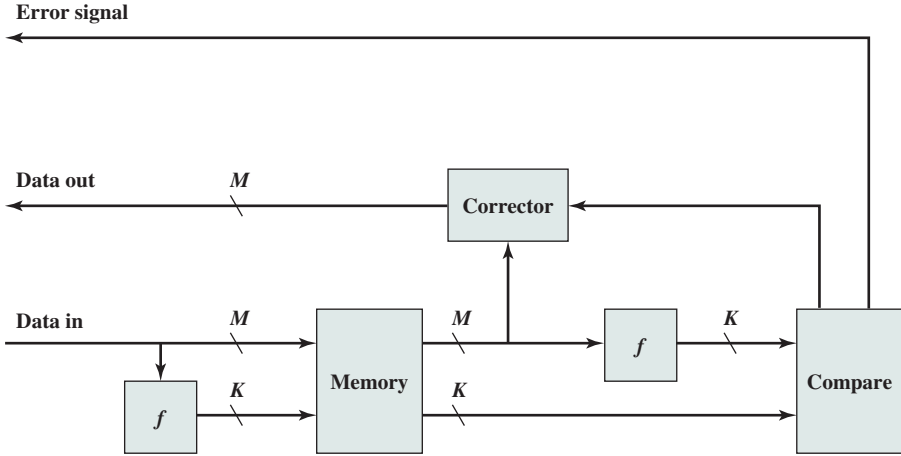 Error signal
Data out
M
Corrector
Data in
M
M
f
K
Memory
Compare
f
K
K